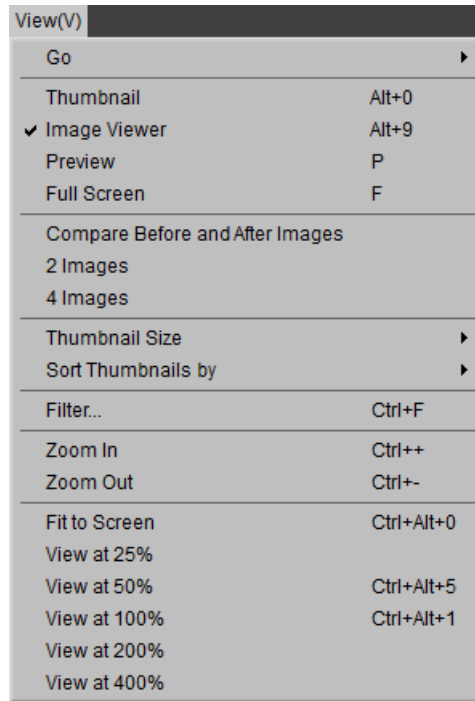 View(V)
Go
Thumbnail Alt+0
Image Viewer Alt+9
Preview P
Full Screen F
Compare Before and After Images
2 Images
4 Images
Thumbnail Size
Sort Thumbnails by
Filter... Ctrl+F
Zoom In Ctrl++
Zoom Out Ctrl+-
Fit to Screen Ctrl+Alt+0
View at 25%
View at 50% Ctrl+Alt+5
View at 100% Ctrl+Alt+1
View at 200%
View at 400%